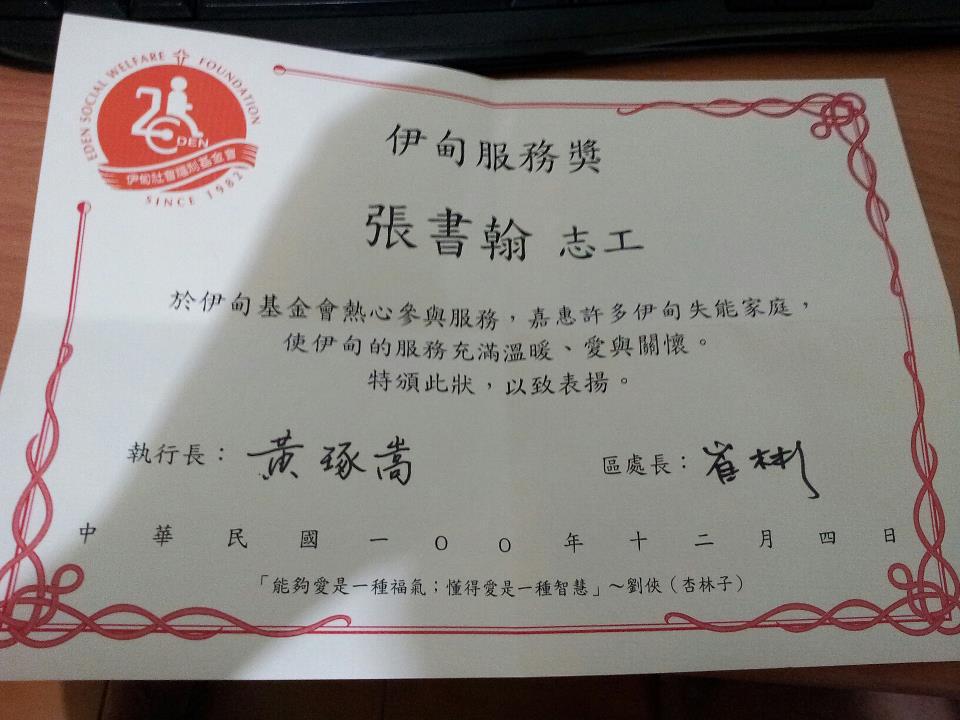 EDEN SOCIAL WELFARE FOUNDATION
EDEN
伊甸社會福利基金會
SINCE 1982
伊甸服務獎
張書翰 志工
於伊甸基金會熱心參與服務，嘉惠許多伊甸失能家庭，
使伊甸的服務充滿溫暖、愛與關懷。
特頒此狀，以致表揚。
執行長： 黃琢嵩 區處長： 崔彬
中華民國一〇〇年十二月四日
「能夠愛是一種福氣；懂得愛是一種智慧」～劉俠（杏林子）